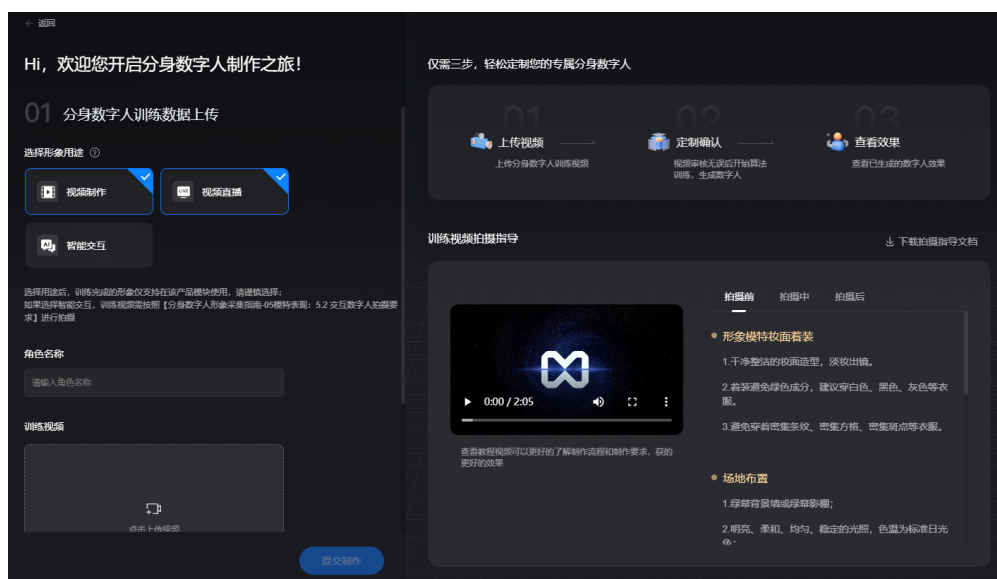 ← 返回
Hi，欢迎您开启分身数字人制作之旅！
01 分身数字人训练数据上传
选择形象用途
视频制作
LIVE
视频直播
AI
智能交互
选择用途后，训练完成的形象仅支持在该产品模块使用，请谨慎选择；
如果选择智能交互，训练视频需按照【分身数字人形象采集指南-05模特表现：5.2 交互数字人拍摄要
求】进行拍摄
角色名称
请输入角色名称
训练视频
点击上传视频
提交制作
仅需三步，轻松定制您的专属分身数字人
01
上传视频
上传分身数字人训练视频
02
定制确认
视频审核无误后开始算法
训练，生成数字人
03
查看效果
查看已生成的数字人效果
训练视频拍摄指导
下载拍摄指导文档
0:00 / 2:05
查看教程视频可以更好的了解制作流程和制作要求，获的
更好的效果
拍摄前 拍摄中 拍摄后
形象模特妆面着装
1.干净整洁的妆面造型，淡妆出镜。
2.着装避免绿色成分，建议穿白色、黑色、灰色等衣
服。
3.避免穿着密集条纹、密集方格、密集斑点等衣服。
场地布置
1.绿幕背景墙或绿幕影棚；
2.明亮、柔和、均匀、稳定的光照，色温为标准日光
色；